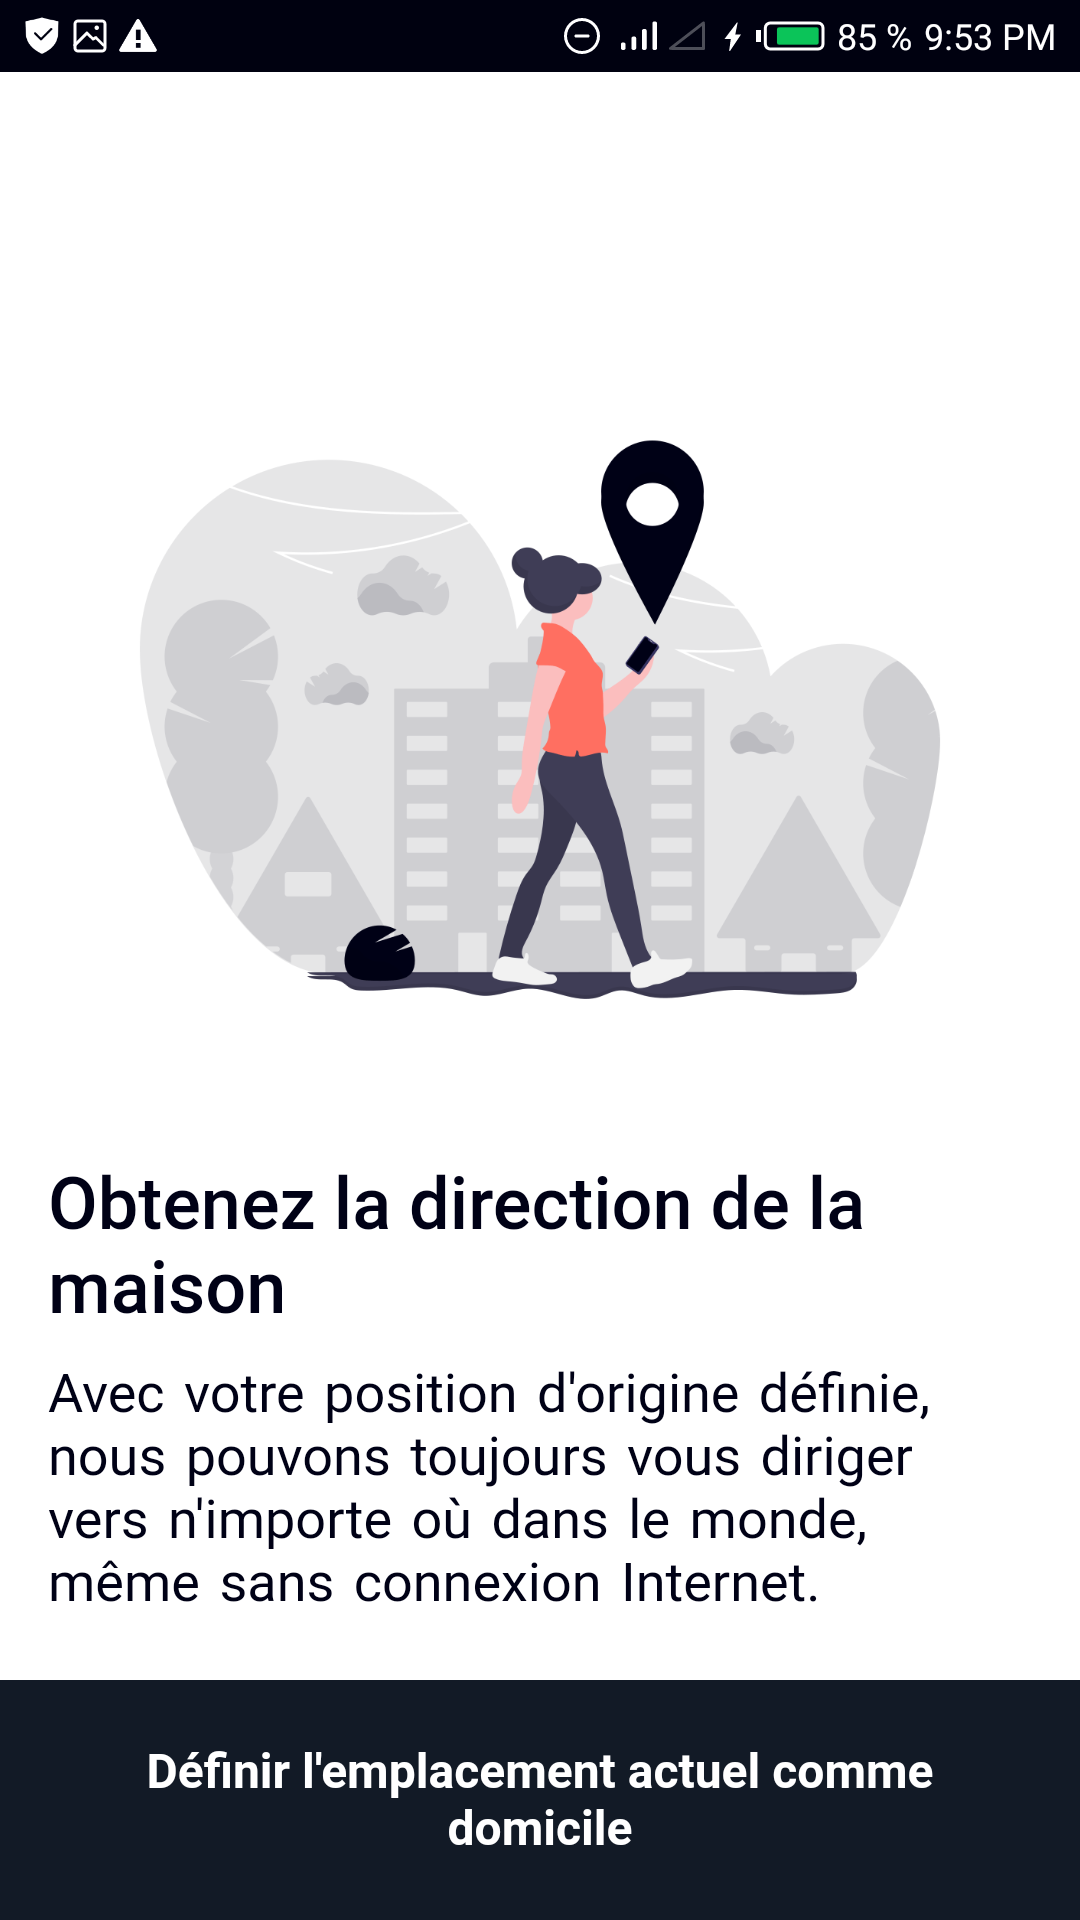 85 % 9:53 PM
Obtenez la direction de la
maison
Avec votre position d'origine définie,
nous pouvons toujours vous diriger
vers n'importe où dans le monde,
même sans connexion Internet.
Définir l'emplacement actuel comme
domicile